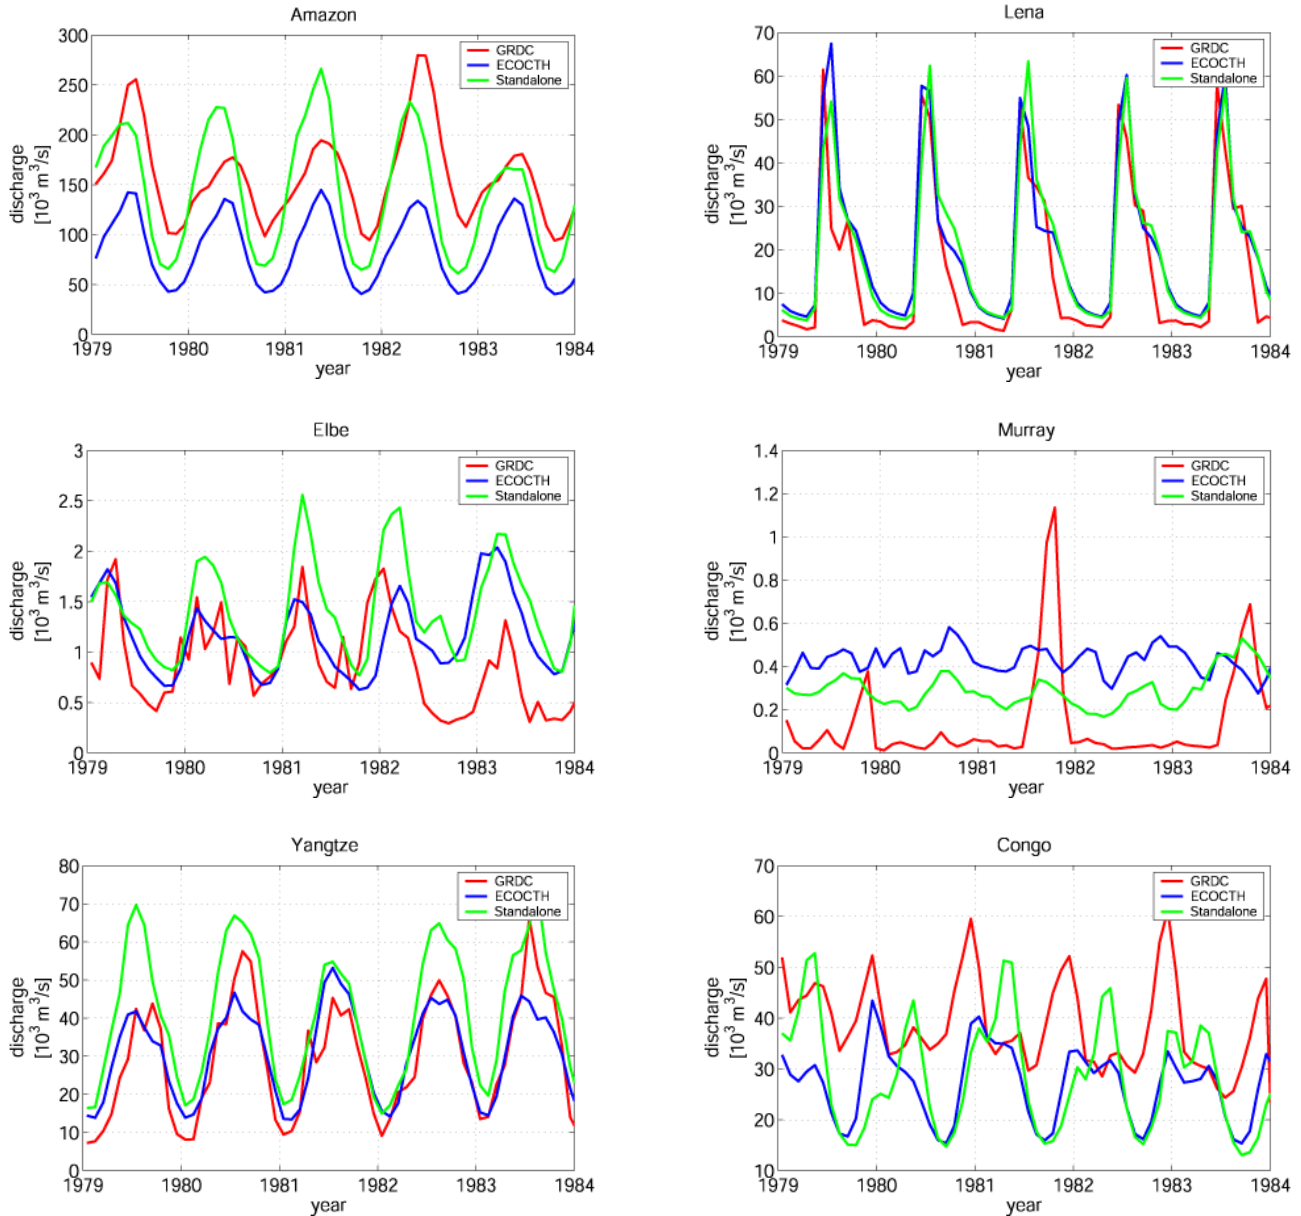 Amazon
300
250
200
150
100
50
0
discharge
[10³ m³/s]
GRDC
ECOCTH
Standalone
1979 1980 1981 1982 1983 1984
year
Lena
70
60
50
40
30
20
10
0
discharge
[10³ m³/s]
GRDC
ECOCTH
Standalone
1979 1980 1981 1982 1983 1984
year
Elbe
3
2.5
2
1.5
1
0.5
0
discharge
[10³ m³/s]
GRDC
ECOCTH
Standalone
1979 1980 1981 1982 1983 1984
year
Murray
1.4
1.2
1
0.8
0.6
0.4
0.2
0
discharge
[10³ m³/s]
GRDC
ECOCTH
Standalone
1979 1980 1981 1982 1983 1984
year
Yangtze
80
70
60
50
40
30
20
10
0
discharge
[10³ m³/s]
GRDC
ECOCTH
Standalone
1979 1980 1981 1982 1983 1984
year
Congo
70
60
50
40
30
20
10
discharge
[10³ m³/s]
GRDC
ECOCTH
Standalone
1979 1980 1981 1982 1983 1984
year